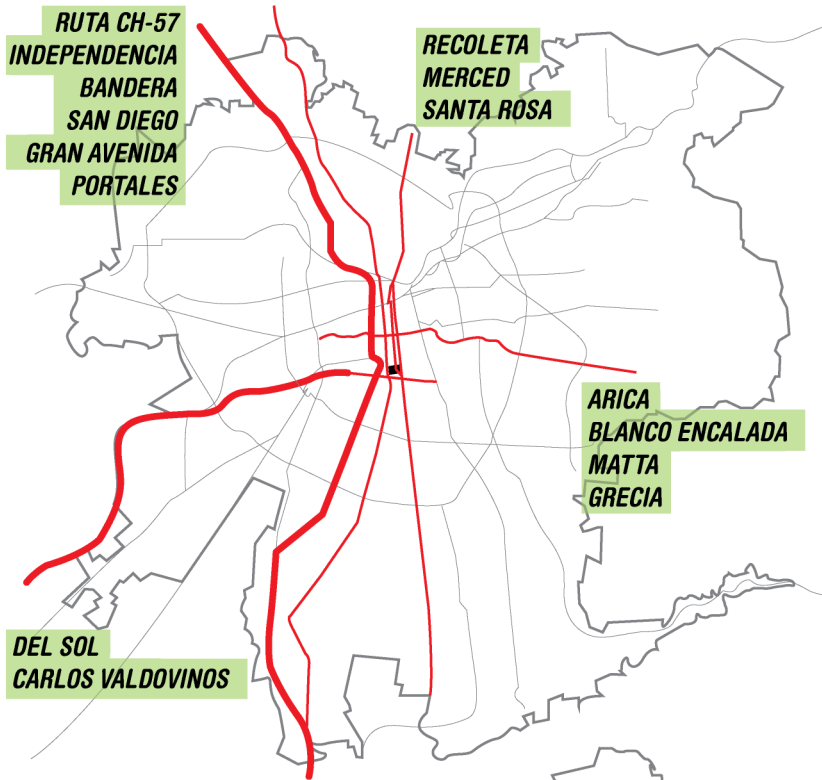 RUTA CH-57
INDEPENDENCIA
BANDERA
SAN DIEGO
GRAN AVENIDA
PORTALES
RECOLETA
MERCED
SANTA ROSA
ARICA
BLANCO ENCALADA
MATTA
GRECIA
DEL SOL
CARLOS VALDOVINOS